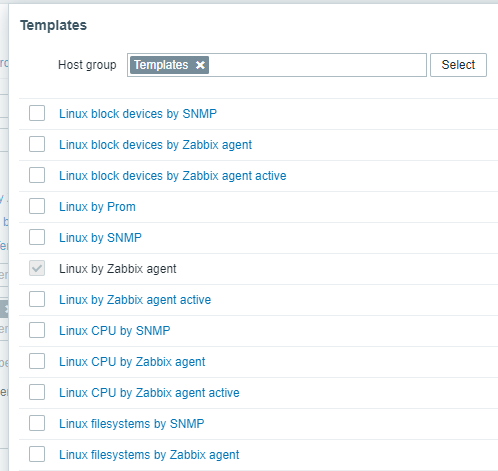 Templates
Host group Templates Select
Linux block devices by SNMP
Linux block devices by Zabbix agent
Linux block devices by Zabbix agent active
Linux by Prom
Linux by SNMP
Linux by Zabbix agent
Linux by Zabbix agent active
Linux CPU by SNMP
Linux CPU by Zabbix agent
Linux CPU by Zabbix agent active
Linux filesystems by SNMP
Linux filesystems by Zabbix agent